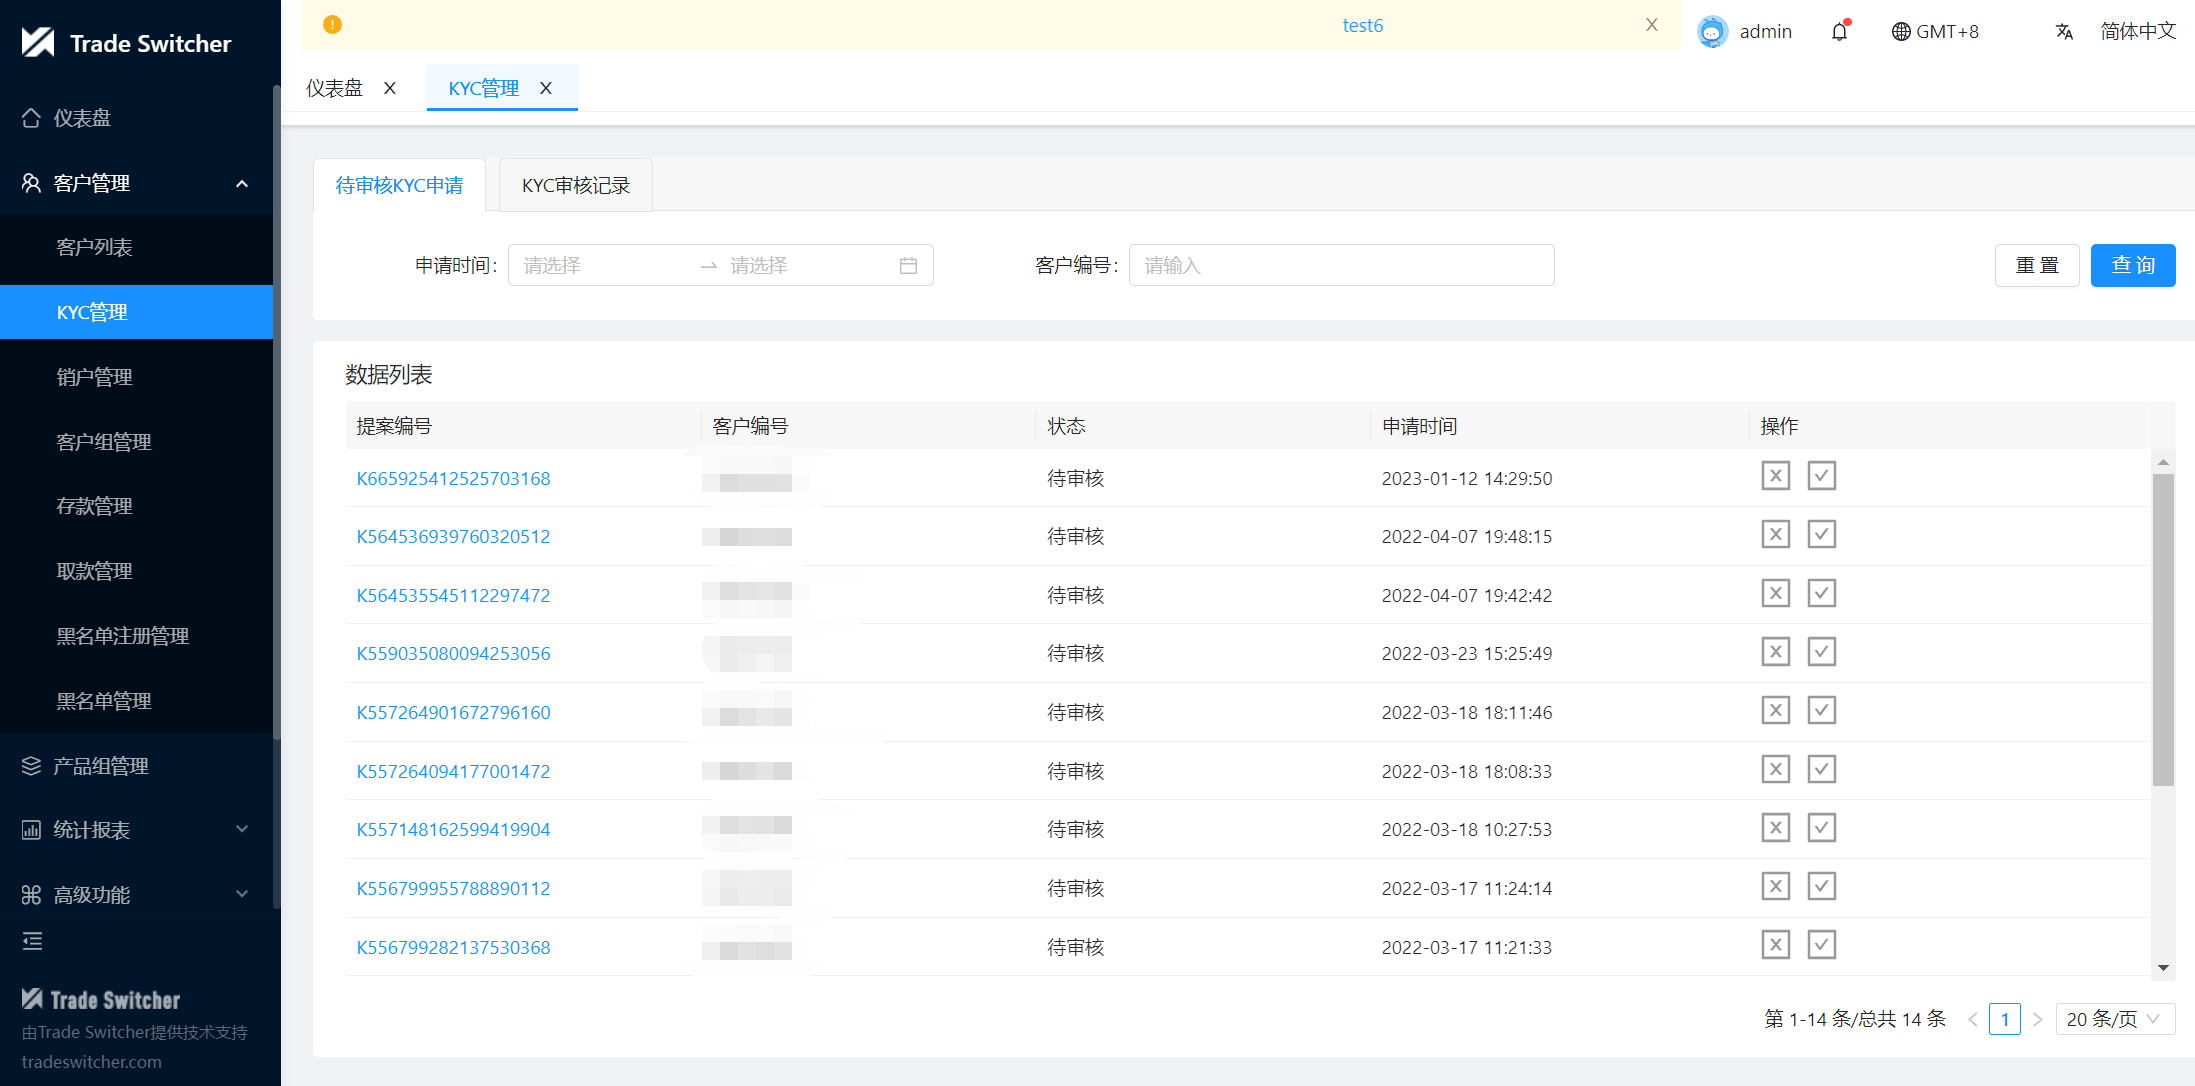 Trade Switcher
test6
admin
GMT+8
简体中文
仪表盘
KYC管理
仪表盘
客户管理
客户列表
KYC管理
销户管理
客户组管理
存款管理
取款管理
黑名单注册管理
黑名单管理
产品组管理
统计报表
高级功能
Trade Switcher
由Trade Switcher提供技术支持
tradeswitcher.com
待审核KYC申请
KYC审核记录
申请时间: 请选择 → 请选择
客户编号: 请输入
重 置
查 询
数据列表
提案编号 客户编号 状态 申请时间 操作
K665925412525703168 待审核 2023-01-12 14:29:50
K564536939760320512 待审核 2022-04-07 19:48:15
K564535545112297472 待审核 2022-04-07 19:42:42
K559035080094253056 待审核 2022-03-23 15:25:49
K557264901672796160 待审核 2022-03-18 18:11:46
K557264094177001472 待审核 2022-03-18 18:08:33
K557148162599419904 待审核 2022-03-18 10:27:53
K556799955788890112 待审核 2022-03-17 11:24:14
K556799282137530368 待审核 2022-03-17 11:21:33
第 1-14 条/总共 14 条 < 1 > 20 条/页